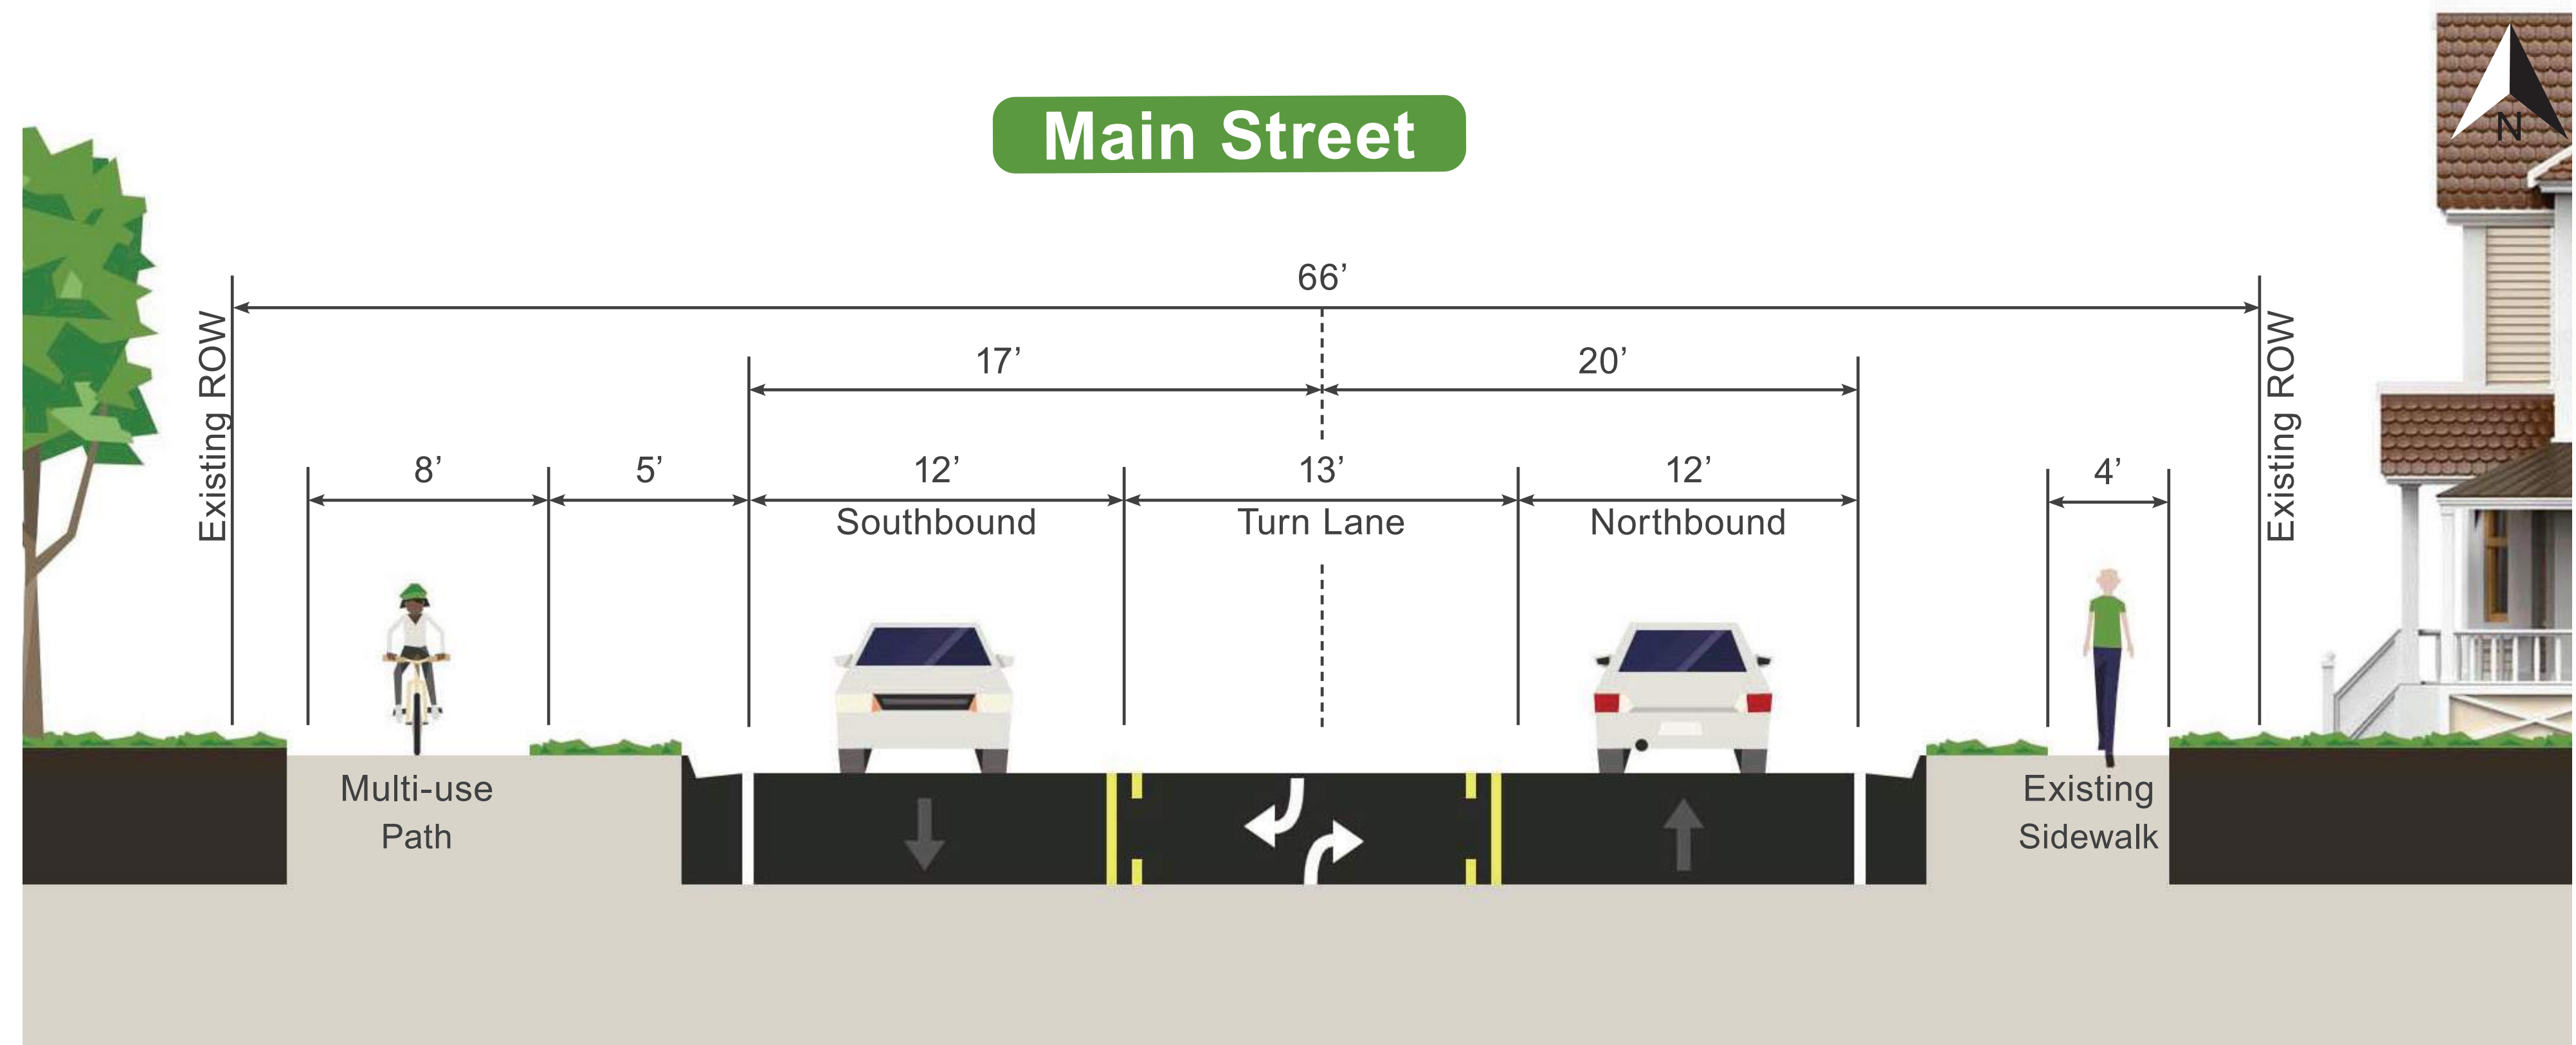 Main Street
N
66’
Existing ROW
Existing ROW
17’
20’
8’
5’
12’
13’
12’
4’
Southbound
Turn Lane
Northbound
Multi-use
Path
Existing
Sidewalk